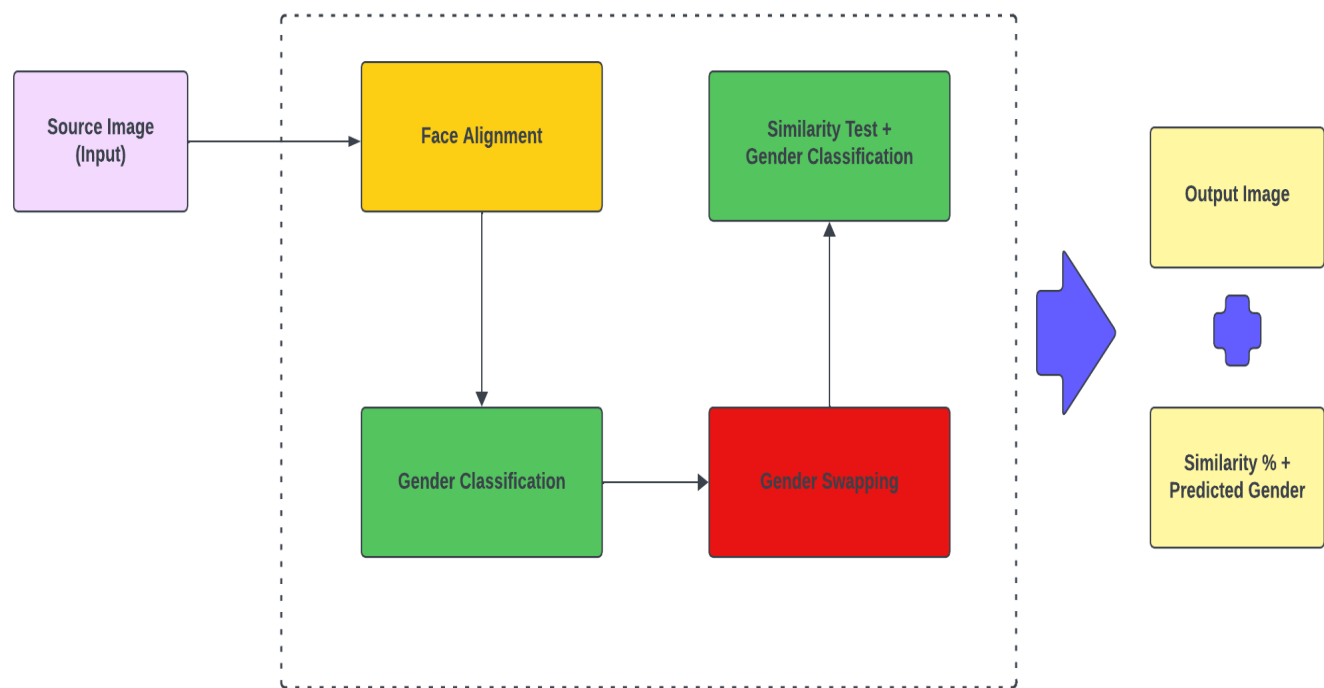 Source Image
(Input)
Face Alignment
Similarity Test +
Gender Classification
Output Image
Gender Classification
Gender Swapping
Similarity % +
Predicted Gender